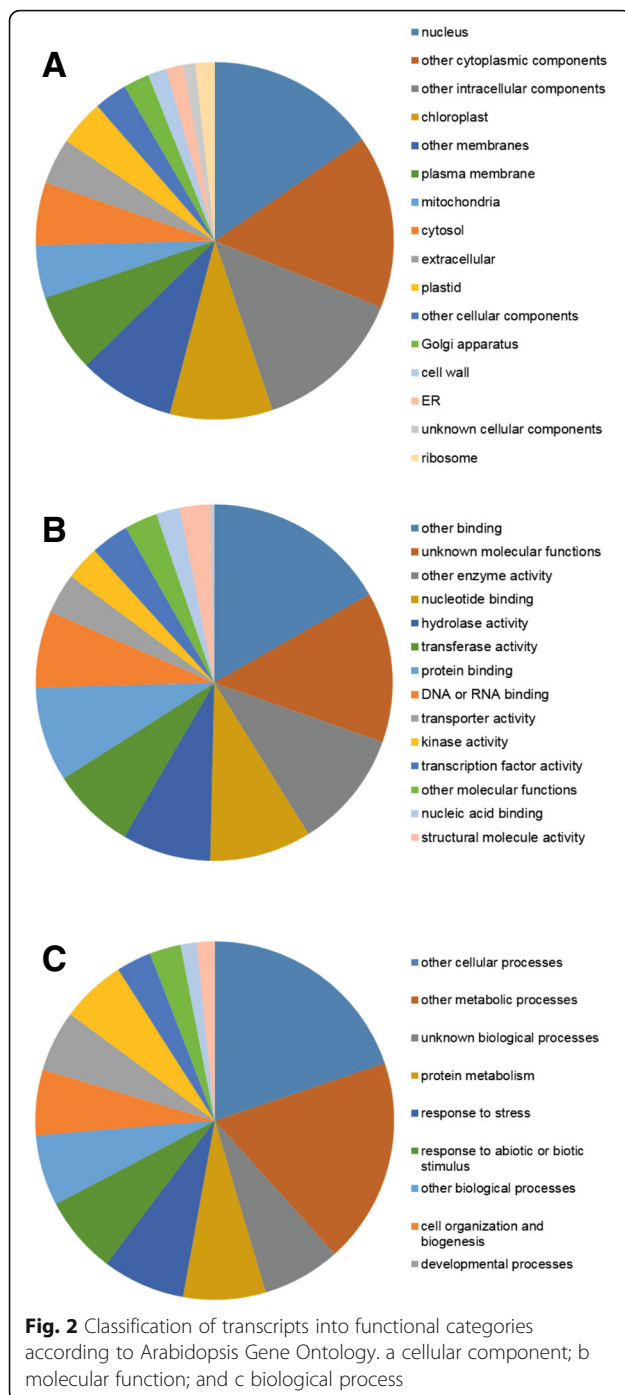 A
nucleus
other cytoplasmic components
other intracellular components
chloroplast
other membranes
plasma membrane
mitochondria
cytosol
extracellular
plastid
other cellular components
Golgi apparatus
cell wall
ER
unknown cellular components
ribosome
B
other binding
unknown molecular functions
other enzyme activity
nucleotide binding
hydrolase activity
transferase activity
protein binding
DNA or RNA binding
transporter activity
kinase activity
transcription factor activity
other molecular functions
nucleic acid binding
structural molecule activity
C
other cellular processes
other metabolic processes
unknown biological processes
protein metabolism
response to stress
response to abiotic or biotic
stimulus
other biological processes
cell organization and
biogenesis
developmental processes
Fig. 2 Classification of transcripts into functional categories
according to Arabidopsis Gene Ontology. a cellular component; b
molecular function; and c biological process